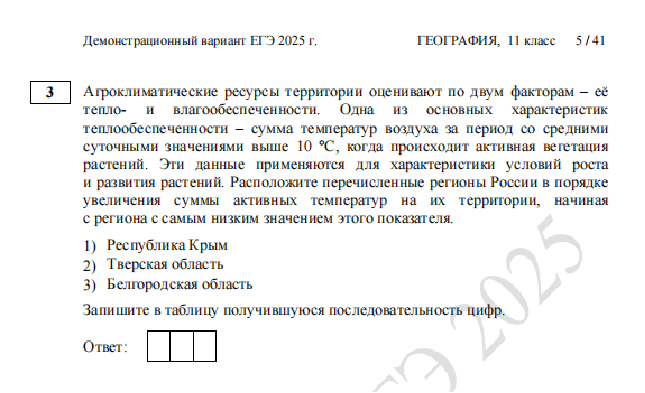 Демонстрационный вариант ЕГЭ 2025 г. ГЕОГРАФИЯ, 11 класс 5 / 41
3 Агроклиматические ресурсы территории оценивают по двум факторам – её
тепло- и влагообеспеченности. Одна из основных характеристик
теплообеспеченности – сумма температур воздуха за период со средними
суточными значениями выше 10 °С, когда происходит активная вегетация
растений. Эти данные применяются для характеристики условий роста
и развития растений. Расположите перечисленные регионы России в порядке
увеличения суммы активных температур на их территории, начиная
с региона с самым низким значением этого показателя.
1) Республика Крым
2) Тверская область
3) Белгородская область
Запишите в таблицу получившуюся последовательность цифр.
Ответ:
ЕГЭ 2025